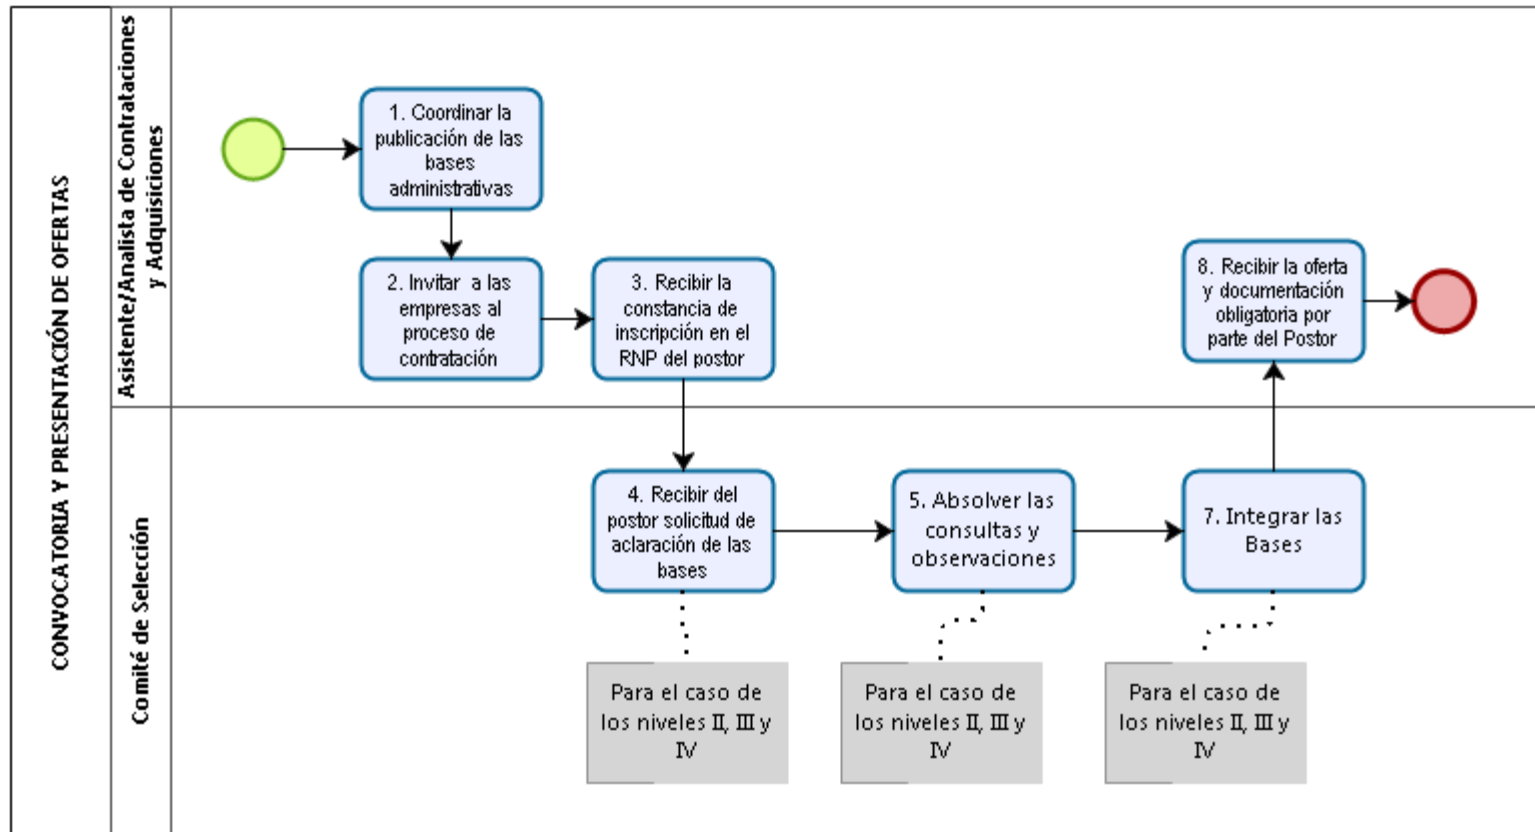 CONVOCATORIA Y PRESENTACIÓN DE OFERTAS
Asistente/Analista de Contrataciones
y Adquisiciones
1. Coordinar la
publicación de las
bases
administrativas
2. Invitar a las
empresas al
proceso de
contratación
3. Recibir la
constancia de
inscripción en el
RNP del postor
8. Recibir la oferta
y documentación
obligatoria por
parte del Postor
Comité de Selección
4. Recibir del
postor solicitud de
aclaración de las
bases
5. Absolver las
consultas y
observaciones
7. Integrar las
Bases
Para el caso de
los niveles II, III y
IV
Para el caso de
los niveles II, III y
IV
Para el caso de
los niveles II, III y
IV